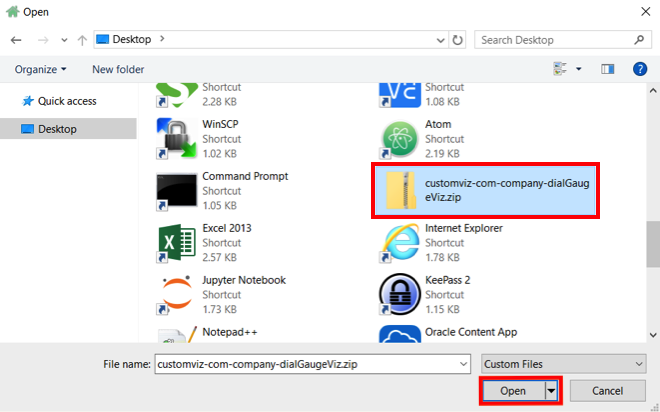 Open
Desktop
Search Desktop
Organize
New folder
?
Quick access
Desktop
Shortcut
2.28 KB
WinSCP
Shortcut
1.02 KB
Command Prompt
Shortcut
1.05 KB
Excel 2013
Shortcut
2.57 KB
Jupyter Notebook
Shortcut
1.73 KB
Notepad++
VC
Shortcut
1.08 KB
Atom
Shortcut
2.19 KB
customviz-com-company-dialGaug
eViz.zip
Internet Explorer
Shortcut
1.78 KB
KeePass 2
Shortcut
1.15 KB
Oracle Content App
File name:
customviz-com-company-dialGaugeViz.zip
Custom Files
Open
Cancel